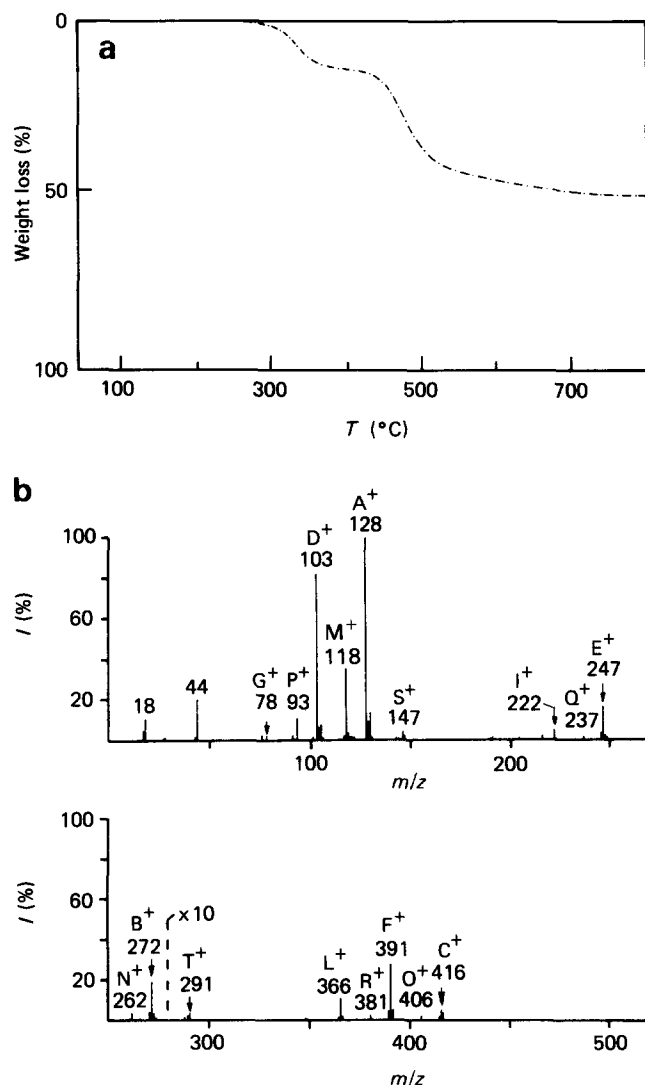 a
0
50
100
Weight loss (%)
100 300 500 700
T (°C)
b
100
60
20
I (%)
18
44
G+
78
P+
93
D+
103
M+
118
A+
128
S+
147
I+
222
Q+
237
E+
247
100 200
m/z
100
60
20
I (%)
N+
262
B+
272
x10
T+
291
L+
366
R+
381
F+
391
O+
406
C+
416
300 400 500
m/z